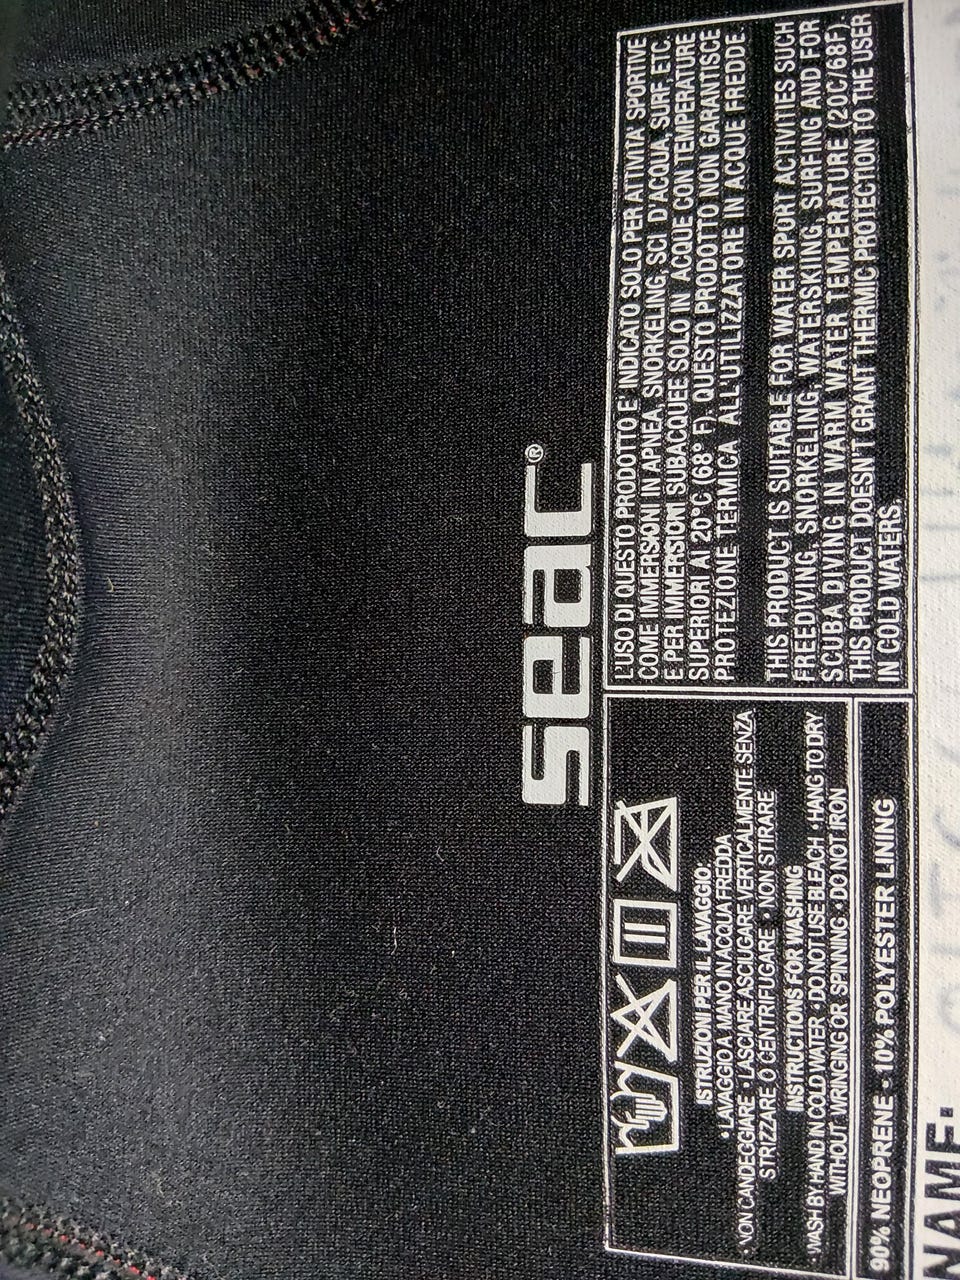 seac®
L'USO DI QUESTO PRODOTTO E' INDICATO SOLO PER ATTIVITA' SPORTIVE
COME IMMERSIONI IN APNEA, SNORKELING, SCI D'ACQUA, SURF, ETC.
E PER IMMERSIONI SUBACQUEE SOLO IN ACQUE CON TEMPERATURE
SUPERIORI AI 20°C (68° F). QUESTO PRODOTTO NON GARANTISCE
PROTEZIONE TERMICA ALL'UTILIZZATORE IN ACQUE FREDDE.
THIS PRODUCT IS SUITABLE FOR WATER SPORT ACTIVITIES SUCH
FREEDIVING, SNORKELING, WATERSKIING, SURFING AND FOR
SCUBA DIVING IN WARM WATER TEMPERATURE (20C/68F).
THIS PRODUCT DOESN'T GRANT THERMIC PROTECTION TO THE USER
IN COLD WATERS.
ISTRUZIONI PER IL LAVAGGIO:
• LAVAGGIO A MANO IN ACQUA FREDDA
• NON CANDEGGIARE • LASCIARE ASCIUGARE VERTICALMENTE SENZA
STRIZZARE O CENTRIFUGARE • NON STIRARE
INSTRUCTIONS FOR WASHING
• WASH BY HAND IN COLD WATER • DO NOT USE BLEACH • HANG TO DRY
WITHOUT WRINGING OR SPINNING • DO NOT IRON
90% NEOPRENE - 10% POLYESTER LINING
NAME: